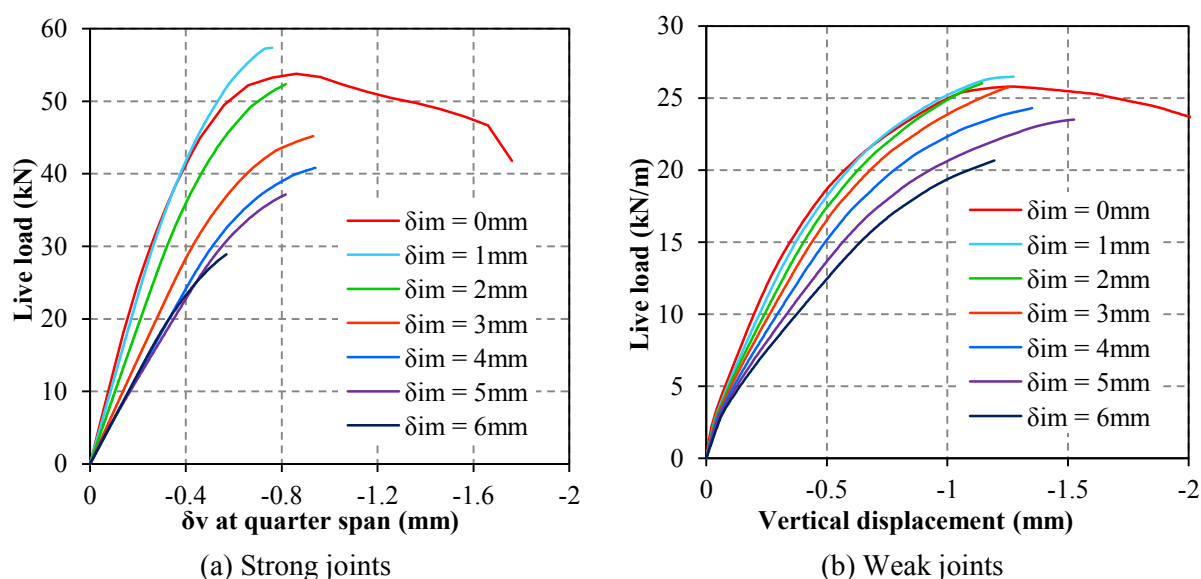 60
50
40
30
20
10
0
Live load (kN)
δim = 0mm
δim = 1mm
δim = 2mm
δim = 3mm
δim = 4mm
δim = 5mm
δim = 6mm
0 -0.4 -0.8 -1.2 -1.6 -2
δv at quarter span (mm)
(a) Strong joints
30
25
20
15
10
5
0
Live load (kN/m)
δim = 0mm
δim = 1mm
δim = 2mm
δim = 3mm
δim = 4mm
δim = 5mm
δim = 6mm
0 -0.5 -1 -1.5 -2
Vertical displacement (mm)
(b) Weak joints